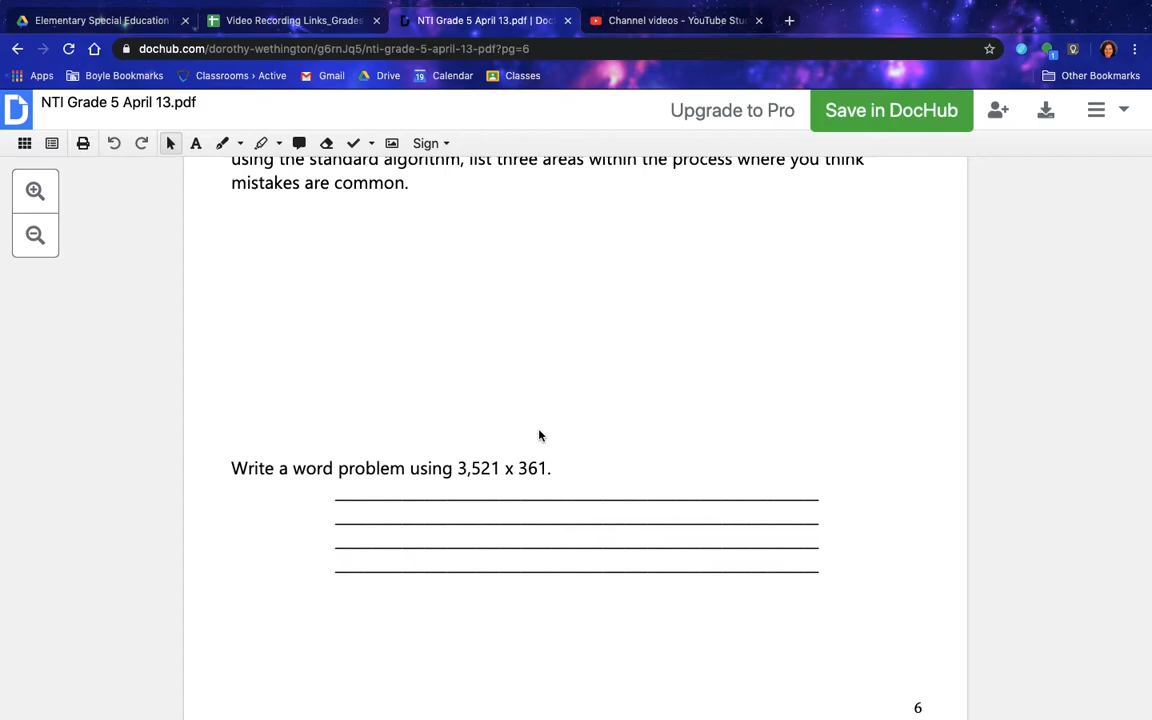 Elementary Special Education
Video Recording Links_Grades
NTI Grade 5 April 13.pdf | Doc
Channel videos - YouTube Stu
dochub.com/dorothy-wethington/g6rnJq5/nti-grade-5-april-13-pdf?pg=6
Apps
Boyle Bookmarks
Classrooms > Active
Gmail
Drive
19
Calendar
Classes
Other Bookmarks
NTI Grade 5 April 13.pdf
Upgrade to Pro
Save in DocHub
Sign
using the standard algorithm, list three areas within the process where you think
mistakes are common.
Write a word problem using 3,521 x 361.
6